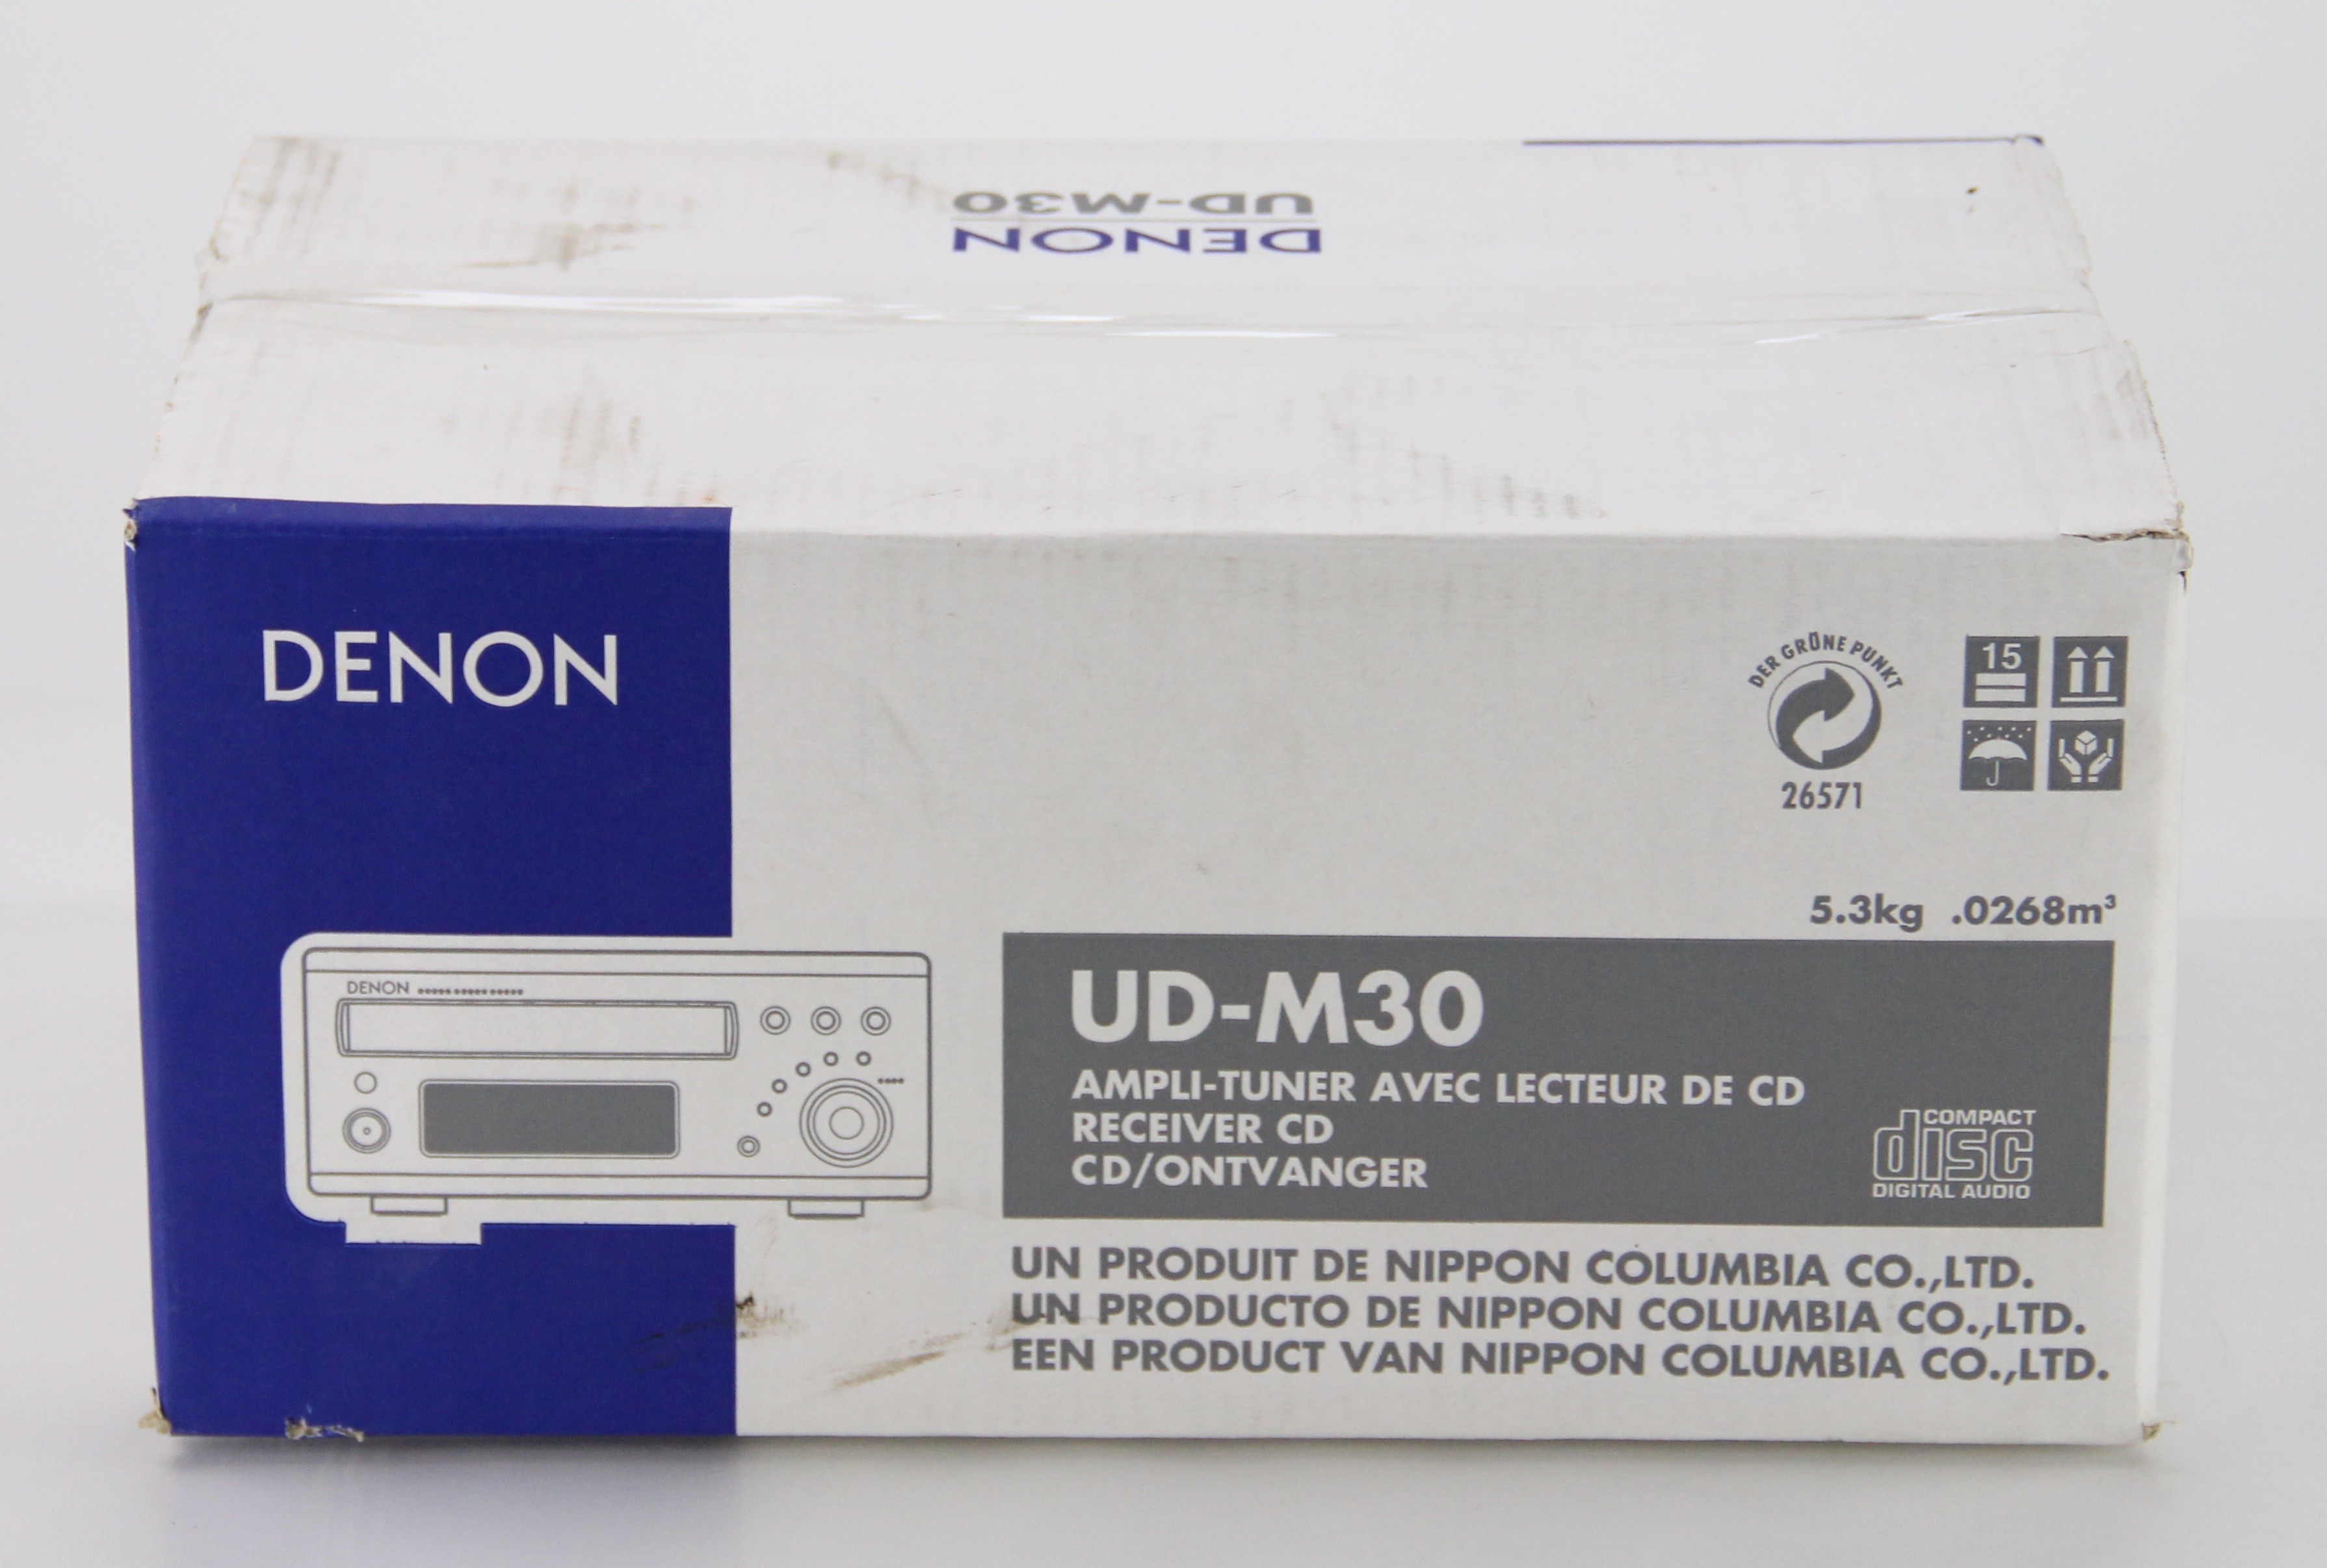 UD-M30
DENON
DENON
DER GRÜNE PUNKT
26571
15
5.3kg .0268m³
DENON
UD-M30
AMPLI-TUNER AVEC LECTEUR DE CD
RECEIVER CD
CD/ONTVANGER
COMPACT
disc
DIGITAL AUDIO
UN PRODUIT DE NIPPON COLUMBIA CO.,LTD.
UN PRODUCTO DE NIPPON COLUMBIA CO.,LTD.
EEN PRODUCT VAN NIPPON COLUMBIA CO.,LTD.